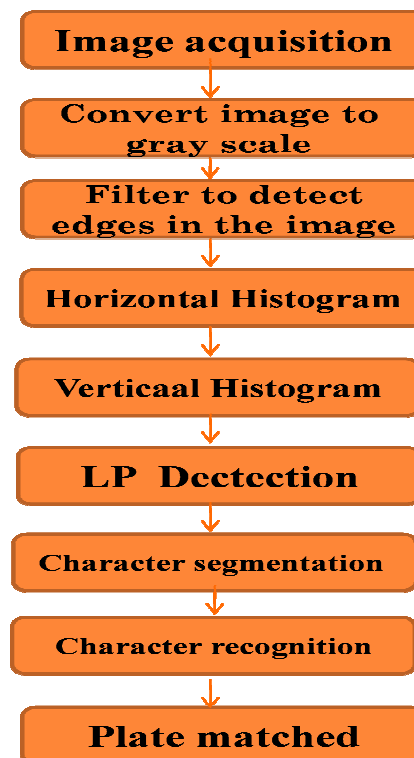 Image acquisition
Convert image to
gray scale
Filter to detect
edges in the image
Horizontal Histogram
Verticaal Histogram
LP Dectection
Character segmentation
Character recognition
Plate matched